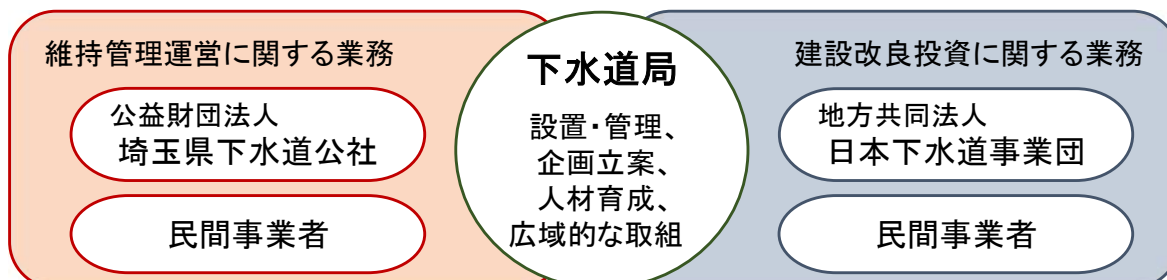 維持管理運営に関する業務
公益財団法人
埼玉県下水道公社
民間事業者
下水道局
設置・管理、
企画立案、
人材育成、
広域的な取組
建設改良投資に関する業務
地方共同法人
日本下水道事業団
民間事業者